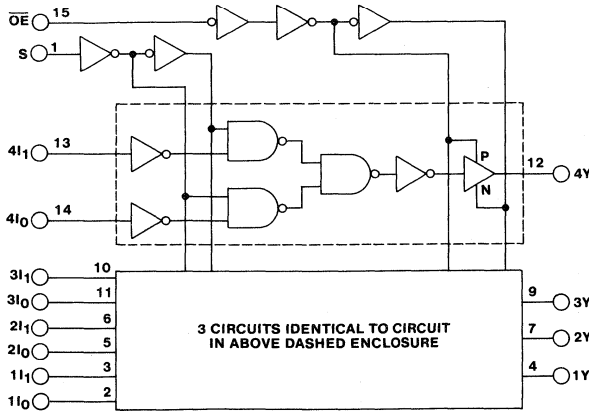 OE 15
S 1
4I1 13
P
N
12 4Y
4I0 14
3I1 10
3I0 11
2I1 6
2I0 5
1I1 3
1I0 2
3 CIRCUITS IDENTICAL TO CIRCUIT
IN ABOVE DASHED ENCLOSURE
9 3Y
7 2Y
4 1Y